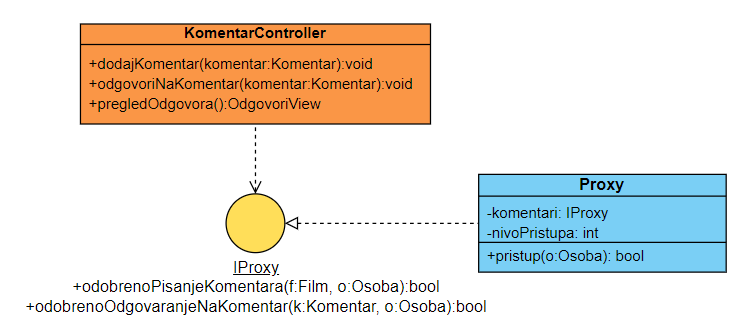 KomentarController
+dodajKomentar(komentar:Komentar):void
+odgovoriNaKomentar(komentar:Komentar):void
+pregledOdgovora():OdgovoriView
Proxy
-komentari: IProxy
-nivoPristupa: int
+pristup(o:Osoba): bool
IProxy
+odobrenoPisanjeKomentara(f:Film, o:Osoba):bool
+odobrenoOdgovaranjeNaKomentar(k:Komentar, o:Osoba):bool